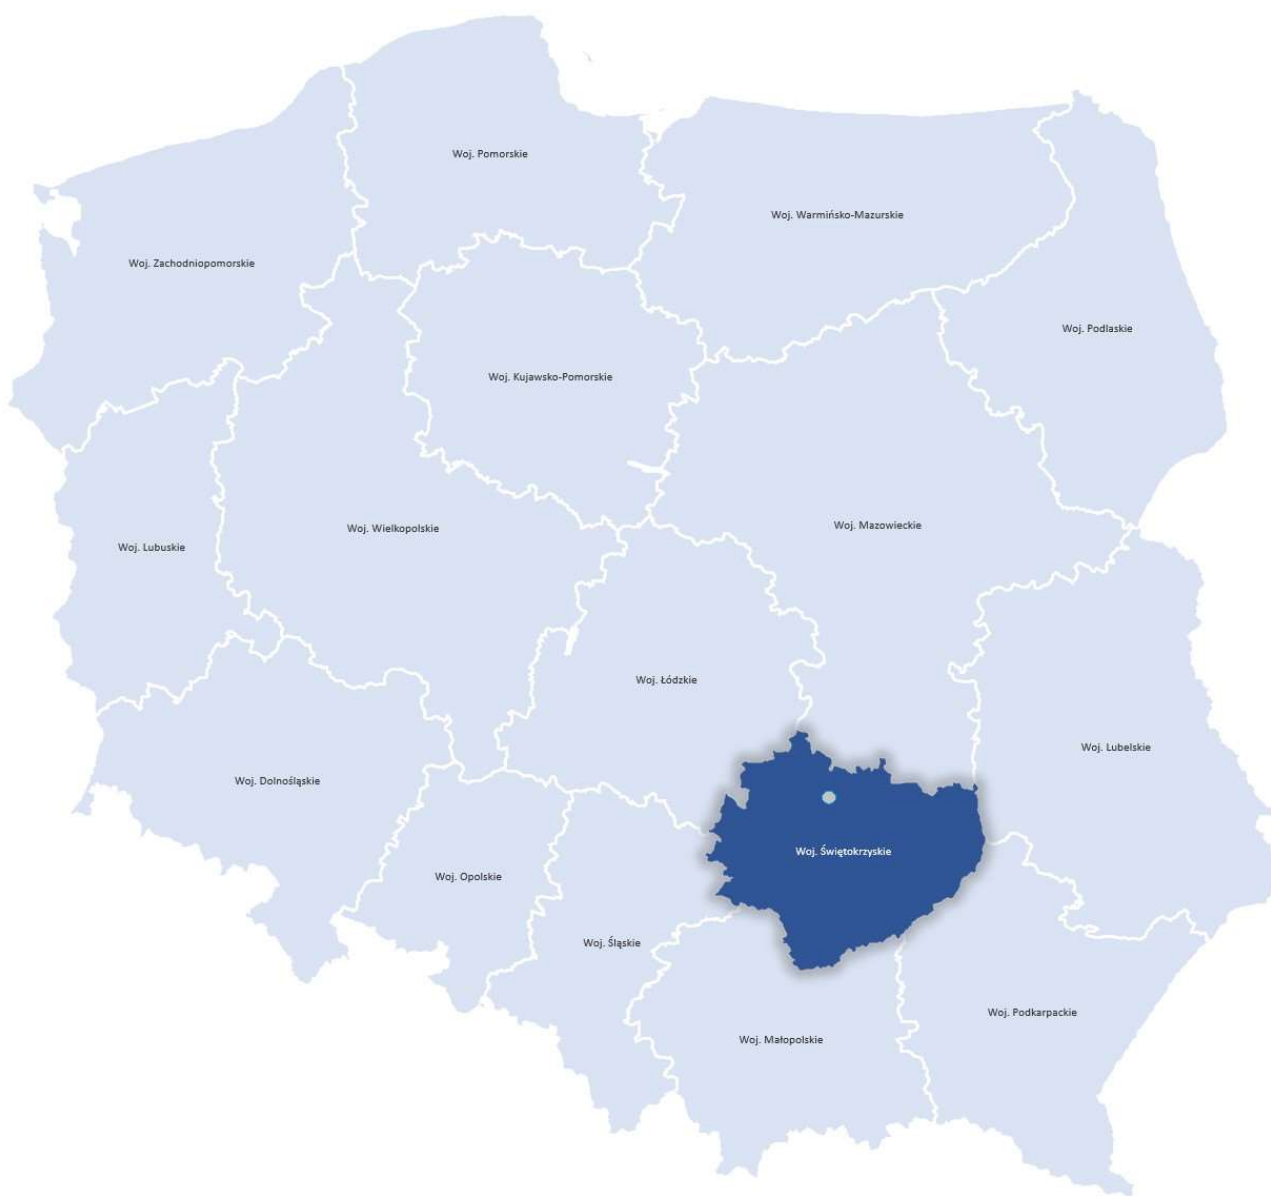 Woj. Pomorskie
Woj. Warmińsko-Mazurskie
Woj. Zachodniopomorskie
Woj. Podlaskie
Woj. Kujawsko-Pomorskie
Woj. Mazowieckie
Woj. Wielkopolskie
Woj. Lubuskie
Woj. Łódzkie
Woj. Lubelskie
Woj. Dolnośląskie
Woj. Świętokrzyskie
Woj. Opolskie
Woj. Śląskie
Woj. Podkarpackie
Woj. Małopolskie